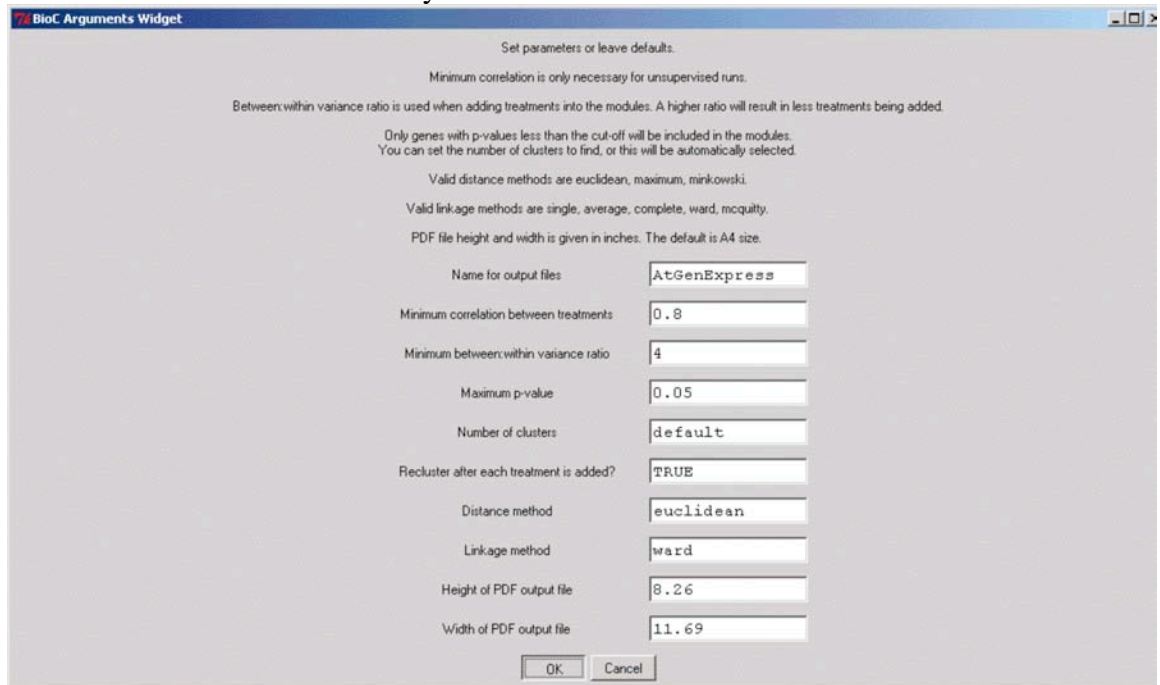 BioC Arguments Widget
Set parameters or leave defaults.
Minimum correlation is only necessary for unsupervised runs.
Between:within variance ratio is used when adding treatments into the modules. A higher ratio will result in less treatments being added.
Only genes with p-values less than the cut-off will be included in the modules.
You can set the number of clusters to find, or this will be automatically selected.
Valid distance methods are euclidean, maximum, minkowski.
Valid linkage methods are single, average, complete, ward, mcquitty.
PDF file height and width is given in inches. The default is A4 size.
Name for output files AtGenExpress
Minimum correlation between treatments 0.8
Minimum between:within variance ratio 4
Maximum p-value 0.05
Number of clusters default
Recluster after each treatment is added? TRUE
Distance method euclidean
Linkage method ward
Height of PDF output file 8.26
Width of PDF output file 11.69
OK Cancel